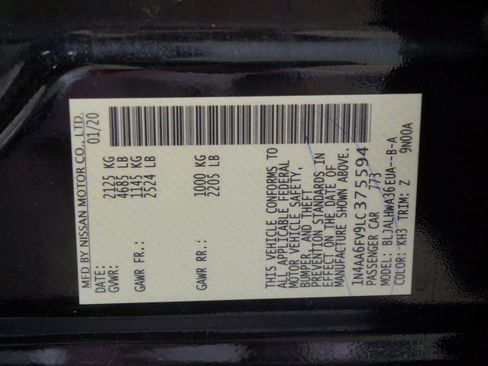 MFD BY NISSAN MOTOR CO., LTD.
DATE: 01/20
GVWR: 2125 KG
4685 LB
GAWR FR.: 1145 KG
2524 LB
GAWR RR.: 1000 KG
2205 LB
THIS VEHICLE CONFORMS TO
ALL APPLICABLE FEDERAL
MOTOR VEHICLE SAFETY,
BUMPER, AND THEFT
PREVENTION STANDARDS IN
EFFECT ON THE DATE OF
MANUFACTURE SHOWN ABOVE.
1N4AA6FV9LC375594
PASSENGER CAR 773
MODEL: BLJALHWA36EUA--B-A
COLOR: KH3 TRIM: Z 9N00A